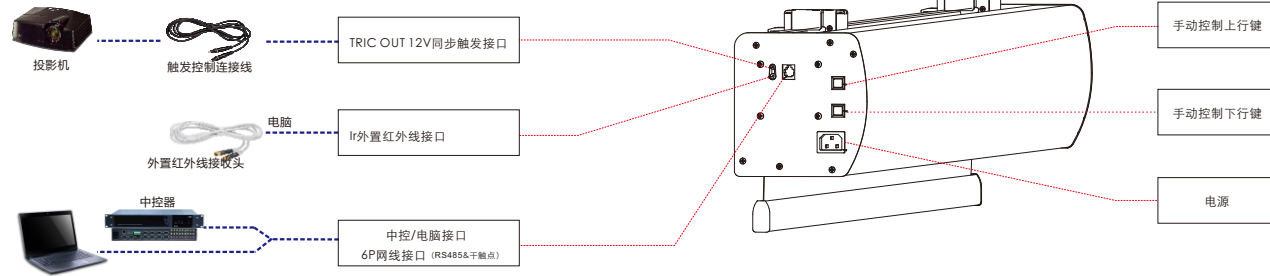 投影机
触发控制连接线
TRIC OUT 12V同步触发接口
手动控制上行键
电脑
外置红外线接收头
Ir外置红外线接口
手动控制下行键
中控器
中控/电脑接口
6P网线接口（RS485&干触点）
电源